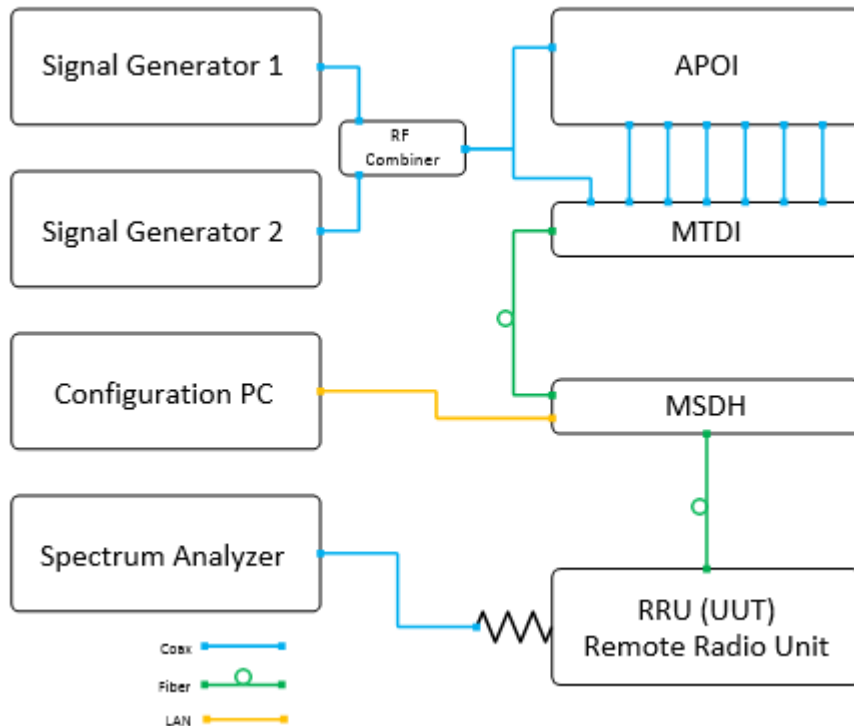 Signal Generator 1
APOI
RF
Combiner
Signal Generator 2
MTDI
Configuration PC
MSDH
Spectrum Analyzer
RRU (UUT)
Remote Radio Unit
Coax
Fiber
LAN